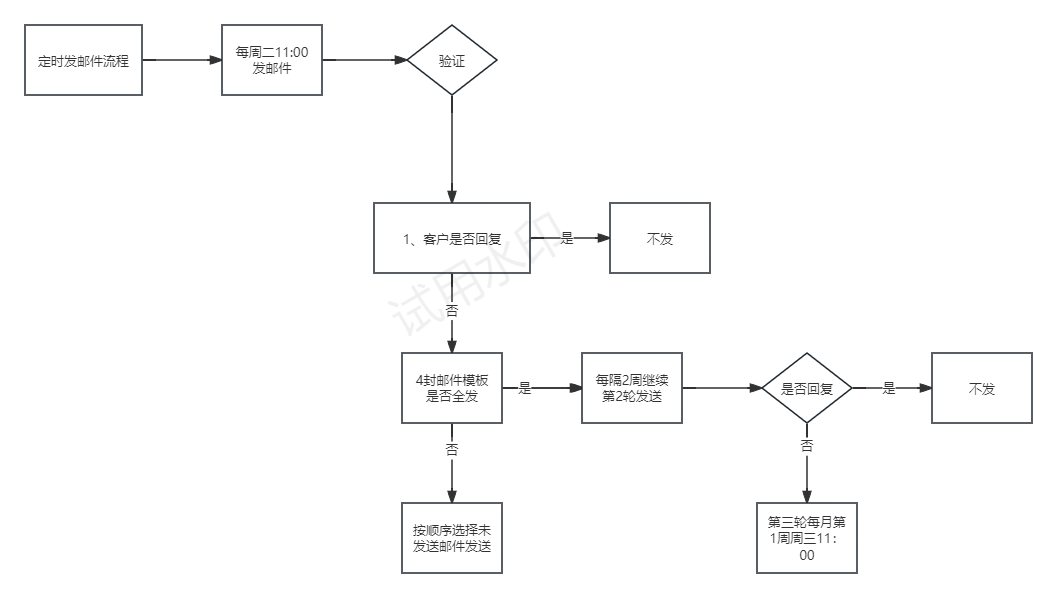 定时发邮件流程
每周二11:00
发邮件
验证
1、客户是否回复
是
不发
试用水印
否
4封邮件模板
是否全发
是
每隔2周继续
第2轮发送
是否回复
是
不发
否
否
按顺序选择未
发送邮件发送
第三轮每月第
1周周三11：
00